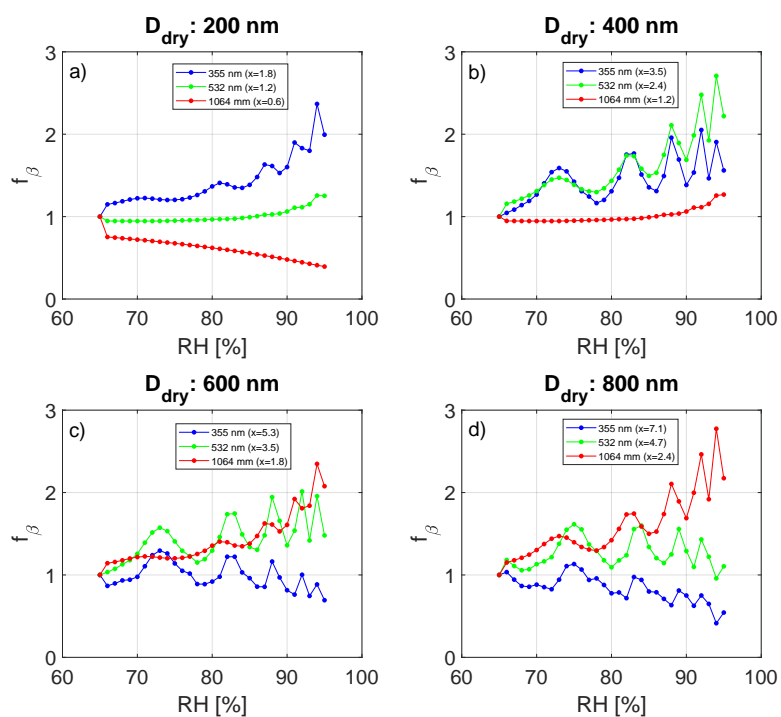 D_dry: 200 nm
a)
355 nm (x=1.8)
532 nm (x=1.2)
1064 mm (x=0.6)
3
2
1
0
f_β
60 70 80 90 100
RH [%]
D_dry: 400 nm
b)
355 nm (x=3.5)
532 nm (x=2.4)
1064 mm (x=1.2)
3
2
1
0
f_β
60 70 80 90 100
RH [%]
D_dry: 600 nm
c)
355 nm (x=5.3)
532 nm (x=3.5)
1064 mm (x=1.8)
3
2
1
0
f_β
60 70 80 90 100
RH [%]
D_dry: 800 nm
d)
355 nm (x=7.1)
532 nm (x=4.7)
1064 mm (x=2.4)
3
2
1
0
f_β
60 70 80 90 100
RH [%]